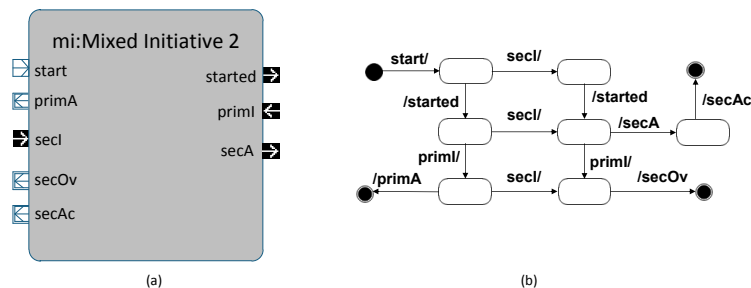 mi:Mixed Initiative 2
start
started
primA
primI
secI
secA
secOv
secAc
(a)
start/
secI/
/started
/started
/secAc
secI/
/secA
primI/
primI/
/primA
secI/
/secOv
(b)